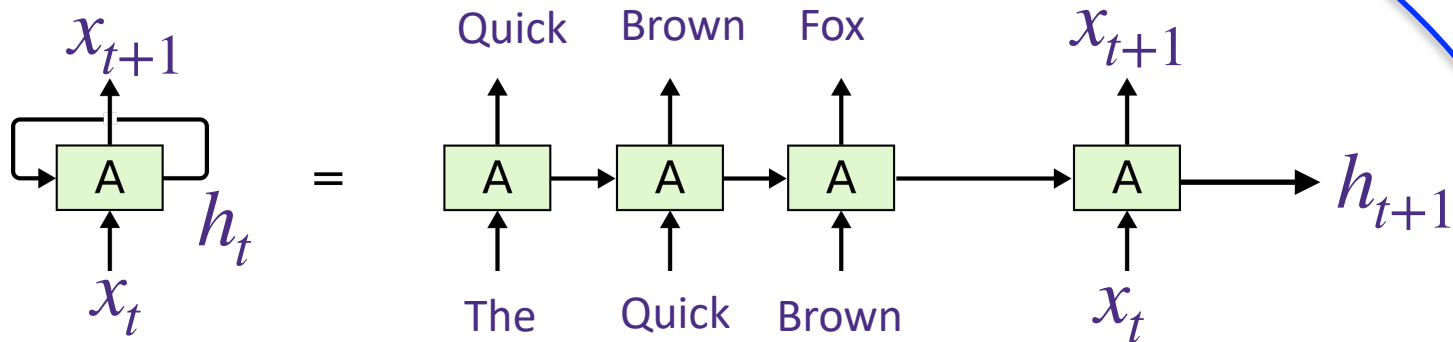 x_{t+1} Quick Brown Fox x_{t+1}
A = A A A A h_{t+1}
h_t
x_t The Quick Brown x_t